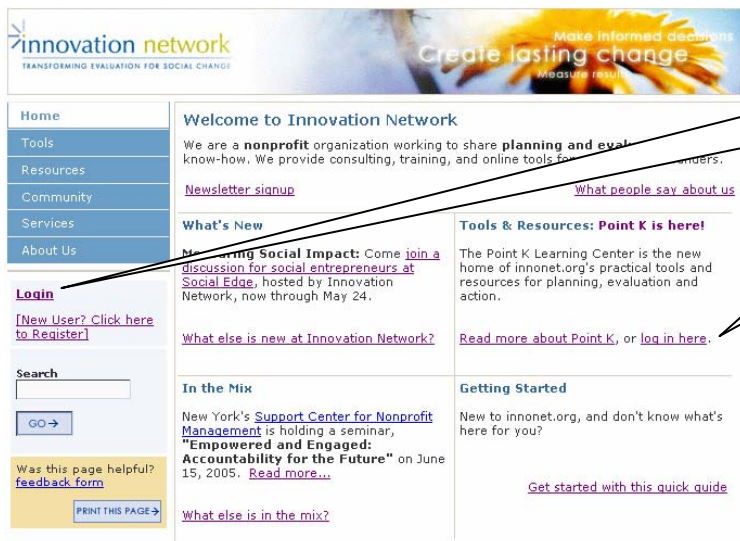 innovation network
TRANSFORMING EVALUATION FOR SOCIAL CHANGE
Make informed decisions
Create lasting change
Measure results
Home
Tools
Resources
Community
Services
About Us
Login
[New User? Click here
to Register]
Search
GO→
Was this page helpful?
feedback form
PRINT THIS PAGE→
Welcome to Innovation Network
We are a nonprofit organization working to share planning and
know-how. We provide consulting, training, and online tools for
Newsletter signup
What people say about us
What's New
Measuring Social Impact: Come join a
discussion for social entrepreneurs at
Social Edge, hosted by Innovation
Network, now through May 24.
What else is new at Innovation Network?
Tools & Resources: Point K is here!
The Point K Learning Center is the new
home of innonet.org's practical tools and
resources for planning, evaluation and
action.
Read more about Point K, or log in here.
In the Mix
New York's Support Center for Nonprofit
Management is holding a seminar,
"Empowered and Engaged:
Accountability for the Future" on June
15, 2005. Read more...
What else is in the mix?
Getting Started
New to innonet.org, and don't know what's
here for you?
Get started with this quick guide